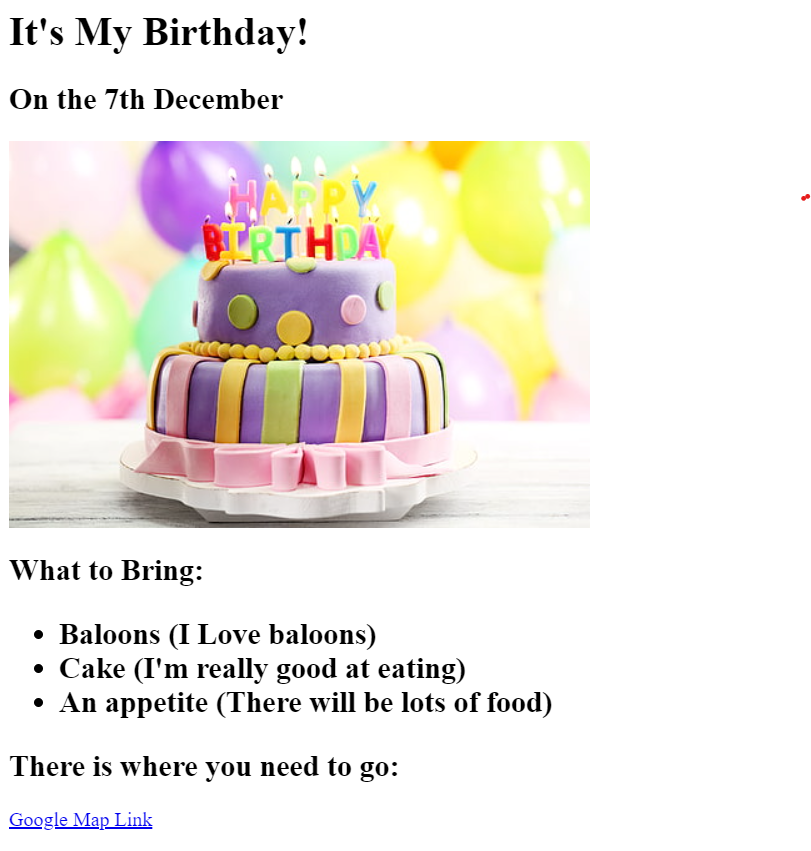 It's My Birthday!
On the 7th December
HAPPY
BIRTHDAY
What to Bring:
Baloons (I Love baloons)
Cake (I'm really good at eating)
An appetite (There will be lots of food)
There is where you need to go:
Google Map Link